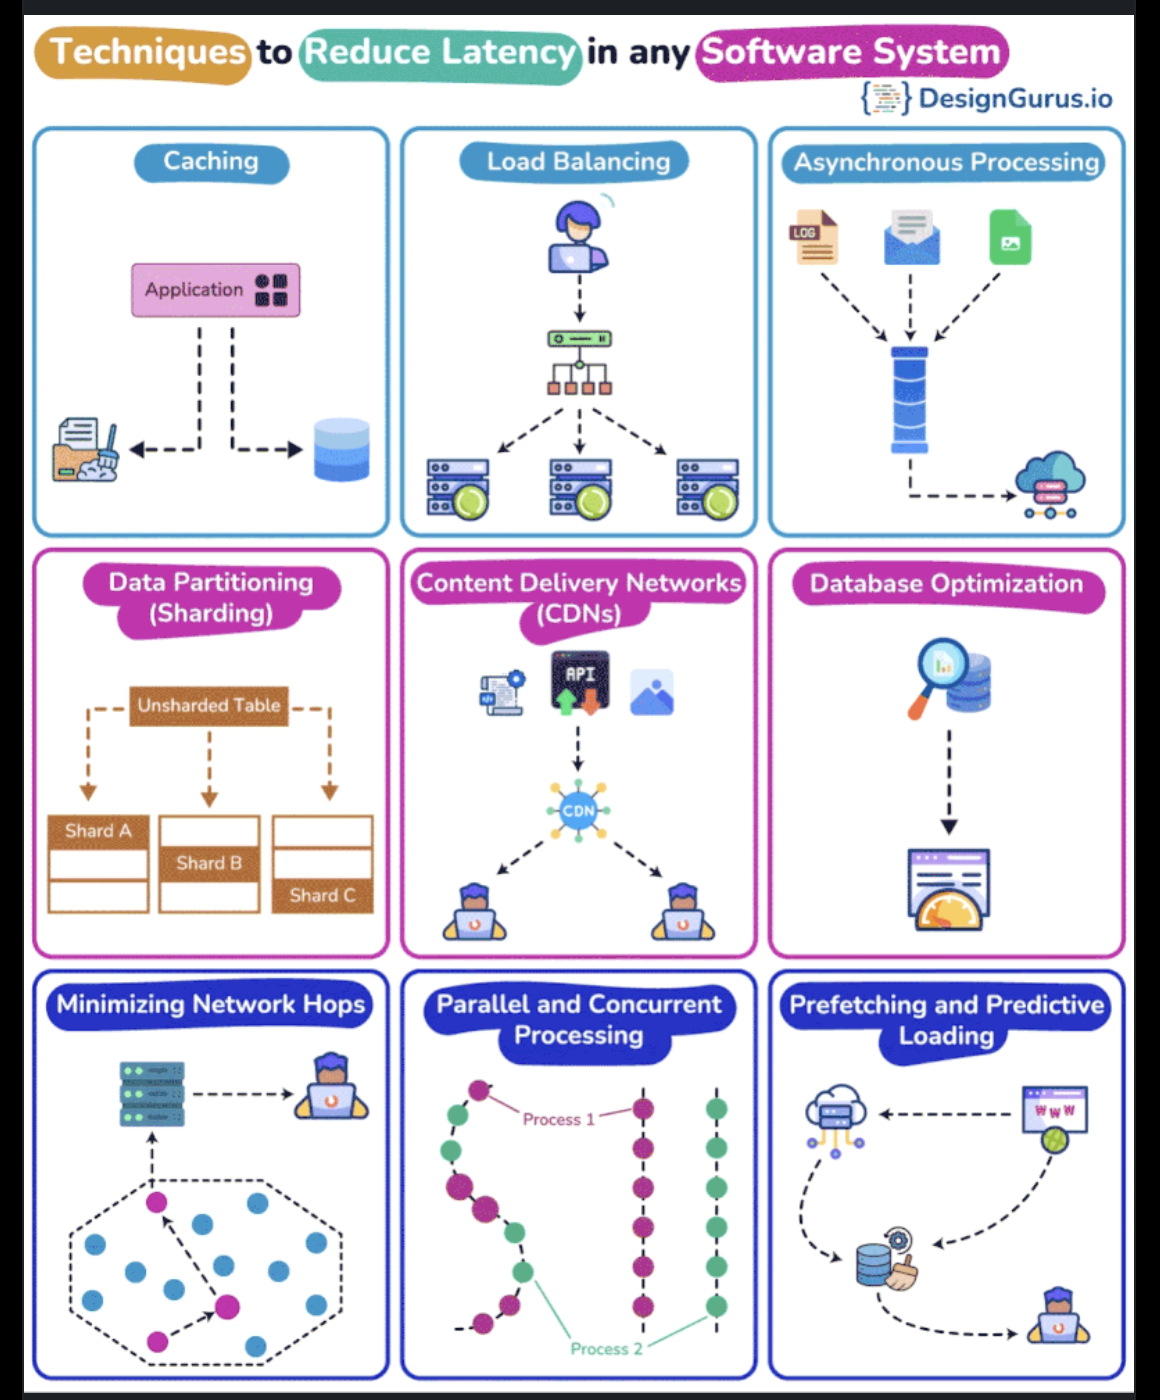 Techniques to Reduce Latency in any Software System
{ } DesignGurus.io
Caching
Application
Load Balancing
Asynchronous Processing
LOG
Data Partitioning
(Sharding)
Unsharded Table
Shard A
Shard B
Shard C
Content Delivery Networks
(CDNs)
API
CDN
Database Optimization
Minimizing Network Hops
Parallel and Concurrent
Processing
Process 1
Process 2
Prefetching and Predictive
Loading
W W W